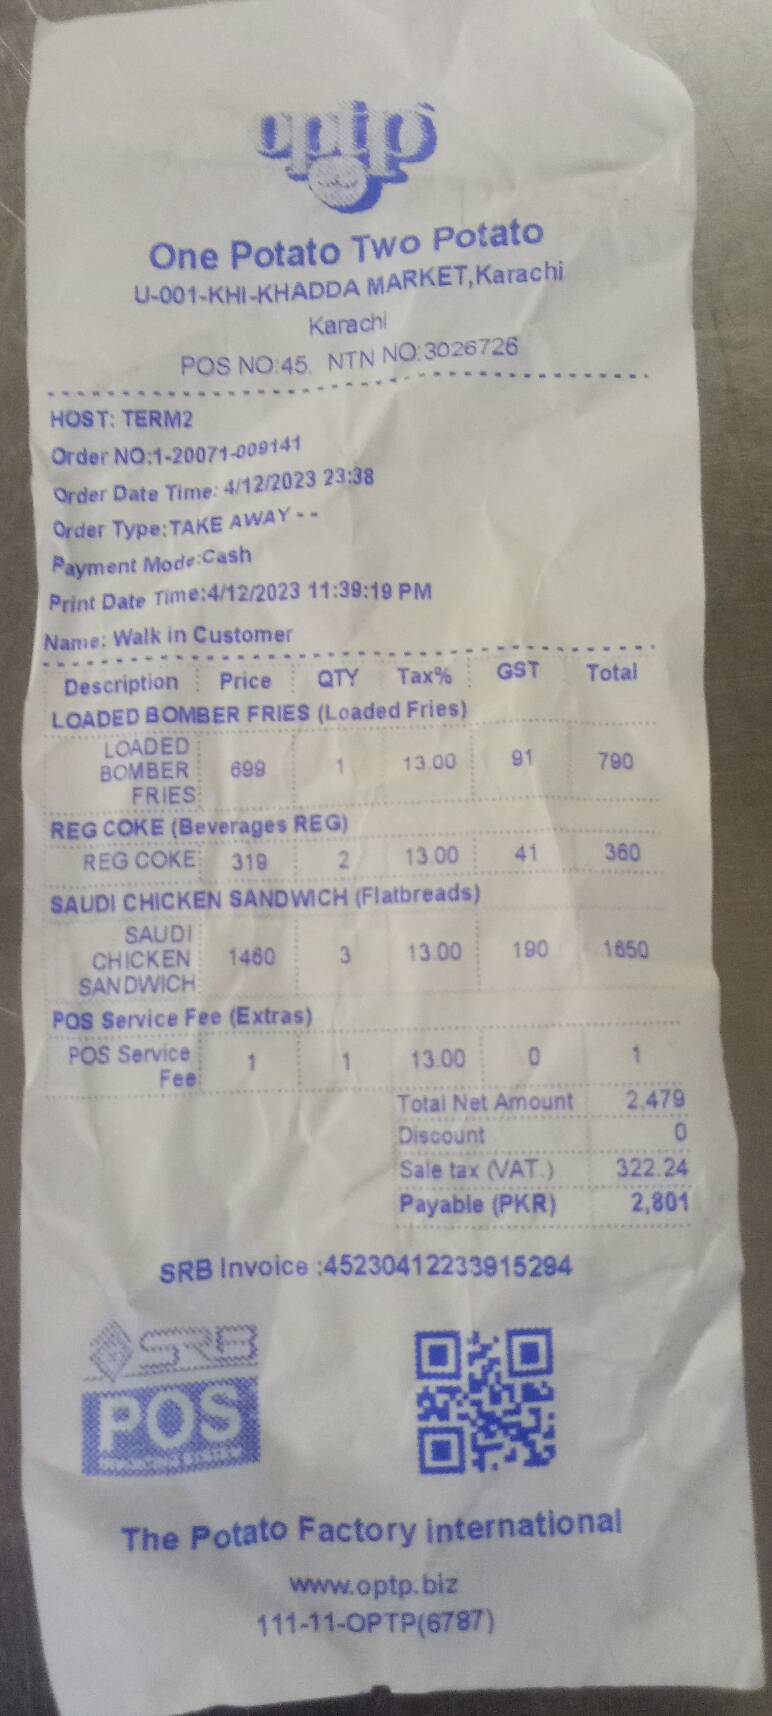 optp
One Potato Two Potato
U-001-KHI-KHADDA MARKET,Karachi
Karachi
POS NO:45, NTN NO:3026726
HOST: TERM2
Order NO:1-20071-009141
Order Date Time: 4/12/2023 23:38
Order Type:TAKE AWAY - -
Payment Mode:Cash
Print Date Time:4/12/2023 11:39:19 PM
Name: Walk in Customer
Description Price QTY Tax% GST Total
LOADED BOMBER FRIES (Loaded Fries)
LOADED
BOMBER 699 1 13.00 91 790
FRIES
REG COKE (Beverages REG)
REG COKE 319 2 13.00 41 360
SAUDI CHICKEN SANDWICH (Flatbreads)
SAUDI
CHICKEN 1460 3 13.00 190 1650
SANDWICH
POS Service Fee (Extras)
POS Service 1 1 13.00 0 1
Fee
Total Net Amount 2,479
Discount 0
Sale tax (VAT.) 322.24
Payable (PKR) 2,801
SRB Invoice :45230412233915294
SRB
POS
The Potato Factory international
www.optp.biz
111-11-OPTP(6787)